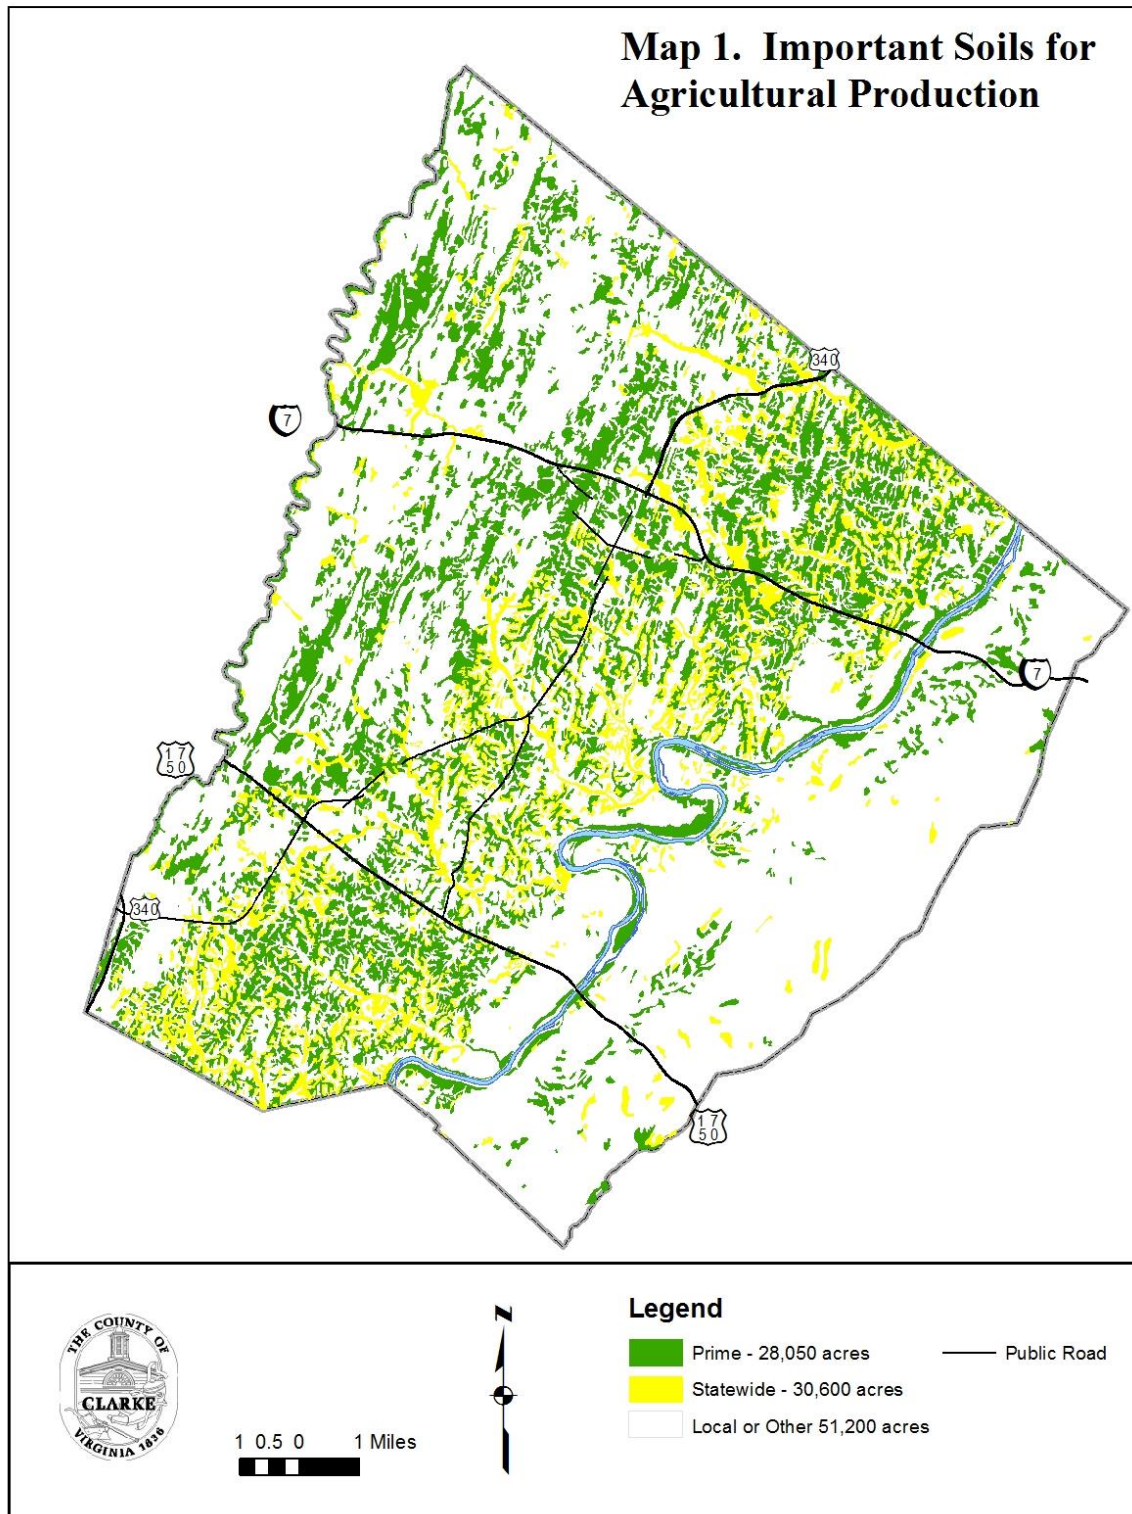 Map 1. Important Soils for
Agricultural Production
340
7
7
17
50
340
17
50
THE COUNTY OF
CLARKE
VIRGINIA 1836
1 0.5 0 1 Miles
N
Legend
Prime - 28,050 acres
Public Road
Statewide - 30,600 acres
Local or Other 51,200 acres